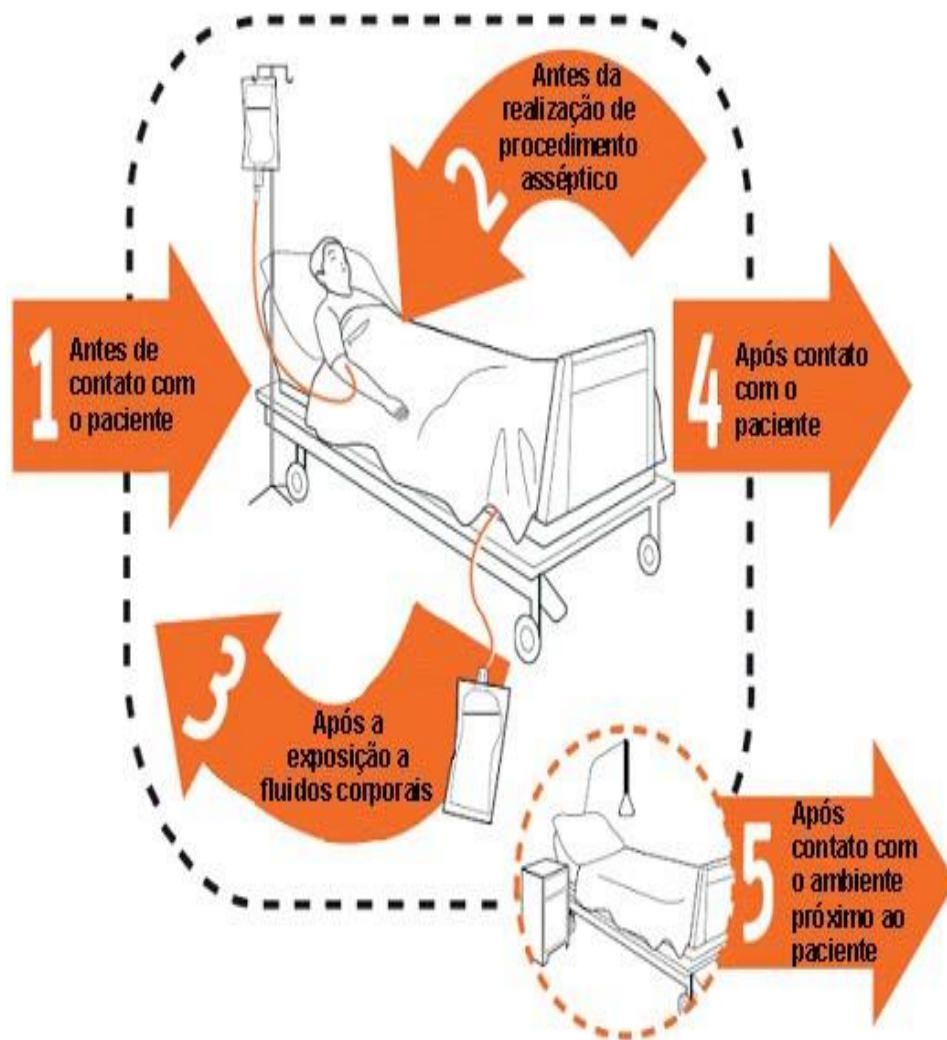 1
Antes de
contato com
o paciente
2
Antes da
realização de
procedimento
asséptico
3
Após a
exposição a
fluidos corporais
4
Após contato
com o
paciente
5
Após
contato com
o ambiente
próximo ao
paciente